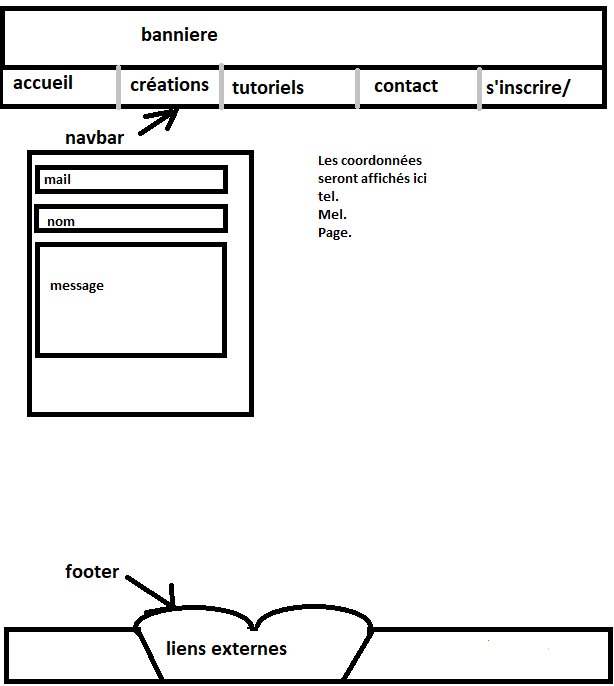 banniere
accueil créations tutoriels contact s'inscrire/
navbar
mail
nom
message
Les coordonnées
seront affichés ici
tel.
Mel.
Page.
footer
liens externes